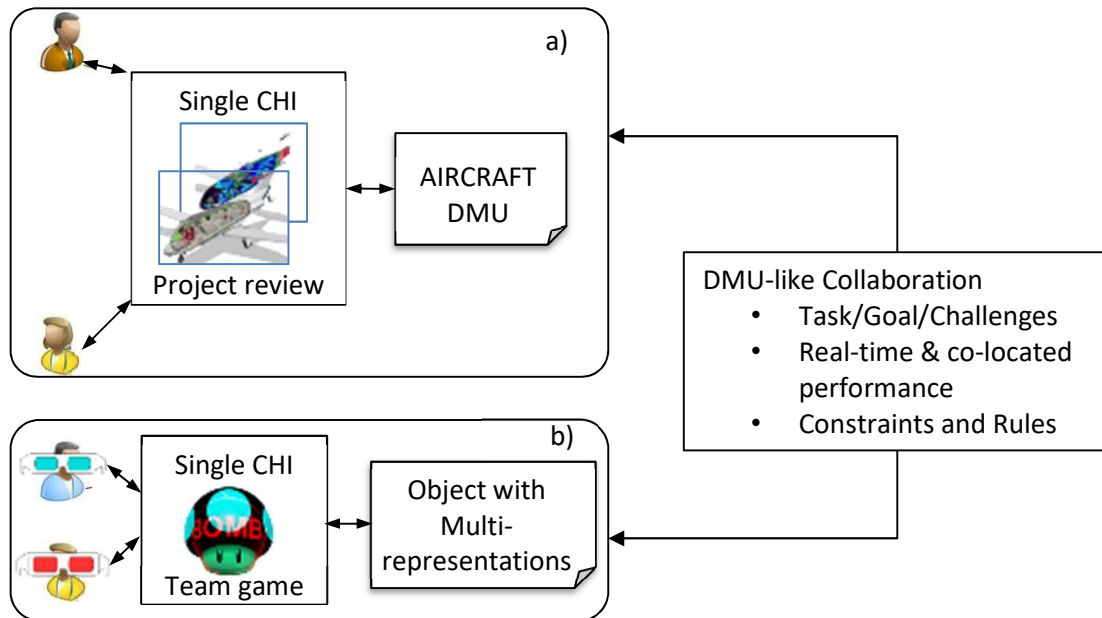 a)
Single CHI
Project review
AIRCRAFT
DMU
b)
Single CHI
BOMB
Team game
Object with
Multi-
representations
DMU-like Collaboration
• Task/Goal/Challenges
• Real-time & co-located
performance
• Constraints and Rules